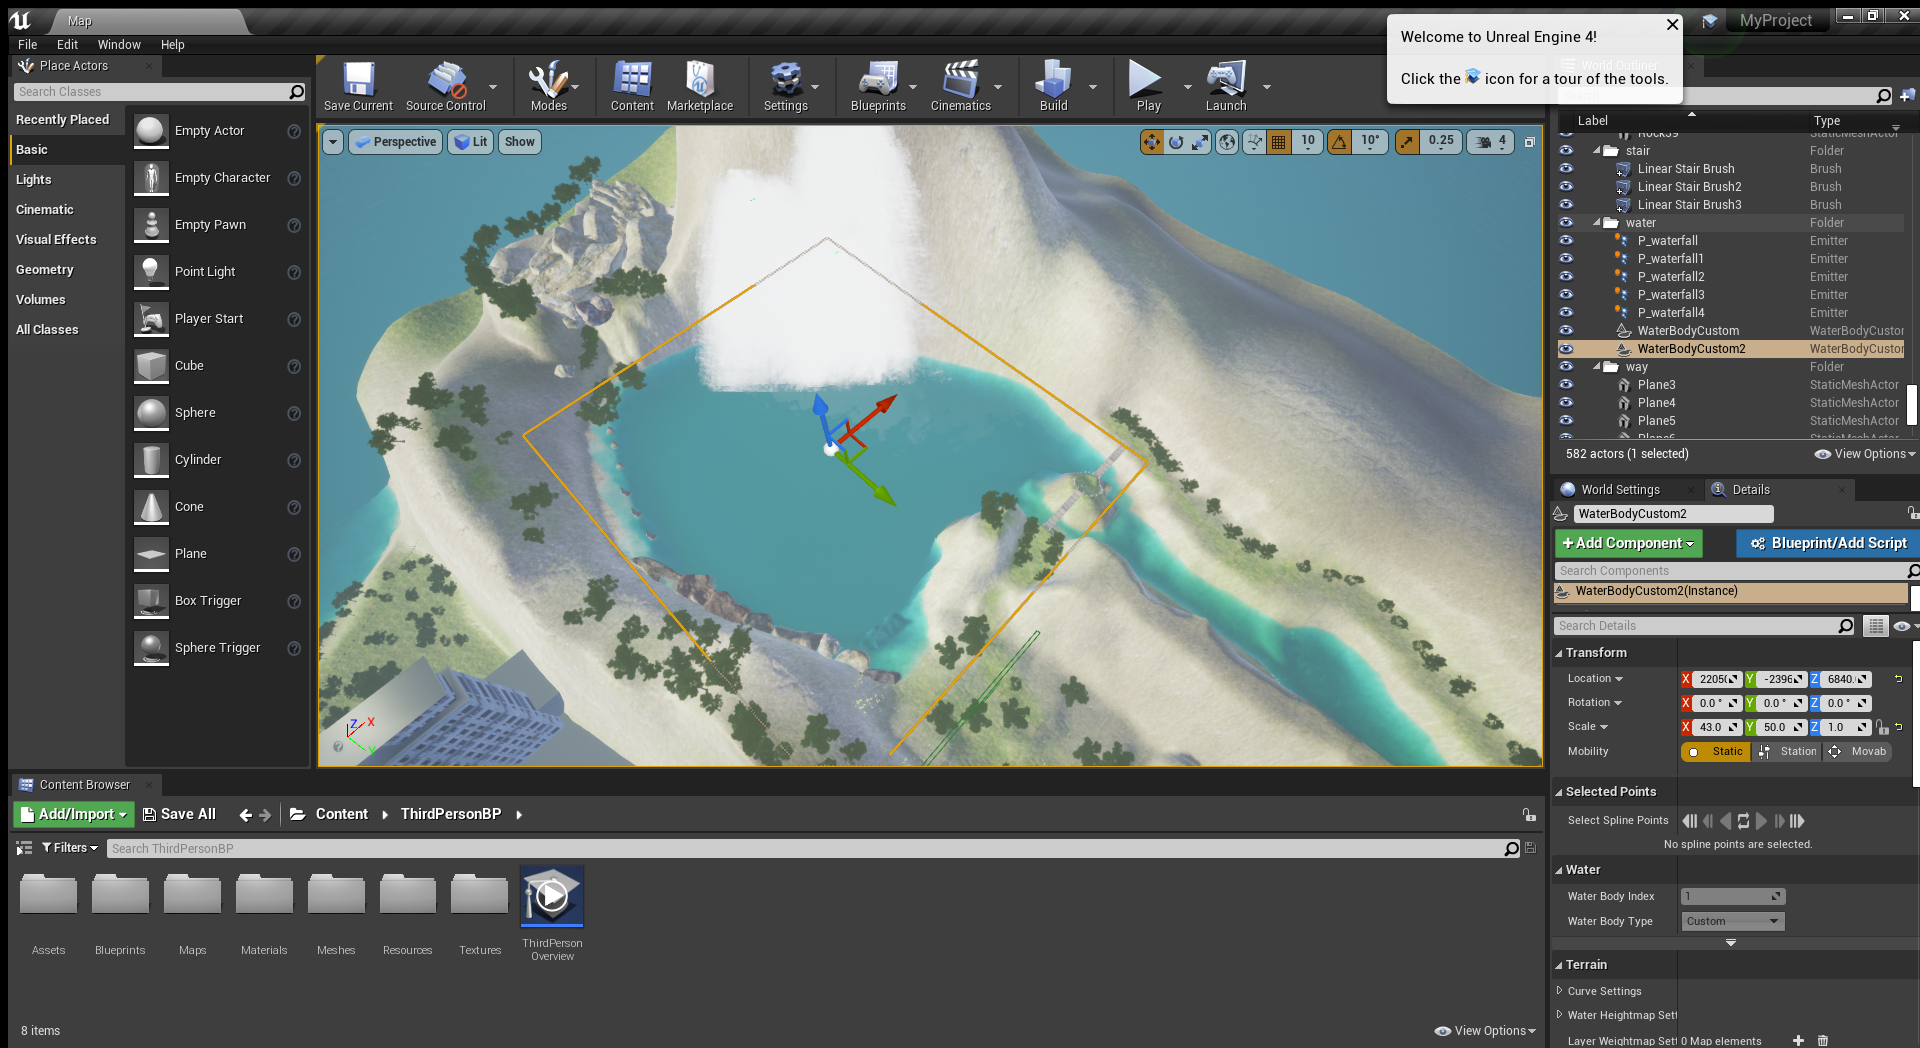 Map
MyProject
File Edit Window Help
Welcome to Unreal Engine 4!
Click the icon for a tour of the tools.
Place Actors
Search Classes
Recently Placed
Basic
Lights
Cinematic
Visual Effects
Geometry
Volumes
All Classes
Empty Actor
Empty Character
Empty Pawn
Point Light
Player Start
Cube
Sphere
Cylinder
Cone
Plane
Box Trigger
Sphere Trigger
Save Current Source Control Modes Content Marketplace Settings Blueprints Cinematics Build Play Launch
Perspective Lit Show
10 10° 0.25 4
Z X
Y
World Outliner
Label Type
Rock39 StaticMeshActor
stair Folder
Linear Stair Brush Brush
Linear Stair Brush2 Brush
Linear Stair Brush3 Brush
water Folder
P_waterfall Emitter
P_waterfall1 Emitter
P_waterfall2 Emitter
P_waterfall3 Emitter
P_waterfall4 Emitter
WaterBodyCustom WaterBodyCustor
WaterBodyCustom2 WaterBodyCustor
way Folder
Plane3 StaticMeshActor
Plane4 StaticMeshActor
Plane5 StaticMeshActor
582 actors (1 selected) View Options
World Settings Details
WaterBodyCustom2
+Add Component Blueprint/Add Script
Search Components
WaterBodyCustom2(Instance)
Search Details
Transform
Location X 2205( Y -2396 Z 6840.
Rotation X 0.0 ° Y 0.0 ° Z 0.0 °
Scale X 43.0 Y 50.0 Z 1.0
Mobility Static Station Movab
Selected Points
Select Spline Points
No spline points are selected.
Water
Water Body Index 1
Water Body Type Custom
Terrain
Curve Settings
Water Heightmap Sett
Layer Weightmap Sett 0 Map elements
Content Browser
Add/Import Save All Content ThirdPersonBP
Filters Search ThirdPersonBP
Assets Blueprints Maps Materials Meshes Resources Textures ThirdPerson
Overview
8 items View Options